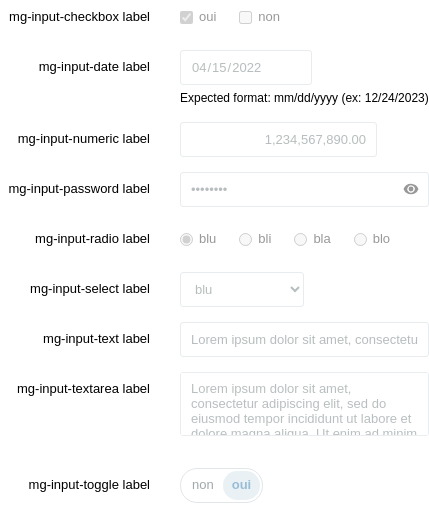 mg-input-checkbox label oui non
mg-input-date label 04/15/2022
Expected format: mm/dd/yyyy (ex: 12/24/2023)
mg-input-numeric label 1,234,567,890.00
mg-input-password label ••••••••
mg-input-radio label blu bli bla blo
mg-input-select label blu
mg-input-text label Lorem ipsum dolor sit amet, consectetu
mg-input-textarea label Lorem ipsum dolor sit amet,
consectetur adipiscing elit, sed do
eiusmod tempor incididunt ut labore et
dolore magna aliqua. Ut enim ad minim
mg-input-toggle label non oui